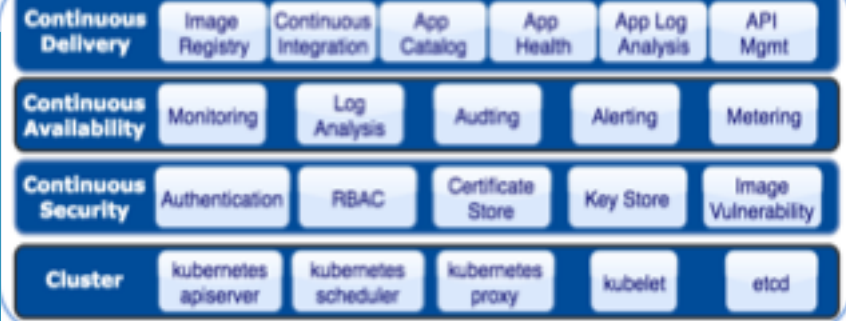 Continuous Delivery
Image Registry
Continuous Integration
App Catalog
App Health
App Log Analysis
API Mgmt
Continuous Availability
Monitoring
Log Analysis
Audting
Alerting
Metering
Continuous Security
Authentication
RBAC
Certificate Store
Key Store
Image Vulnerability
Cluster
kubernetes apiserver
kubernetes scheduler
kubernetes proxy
kubelet
etcd